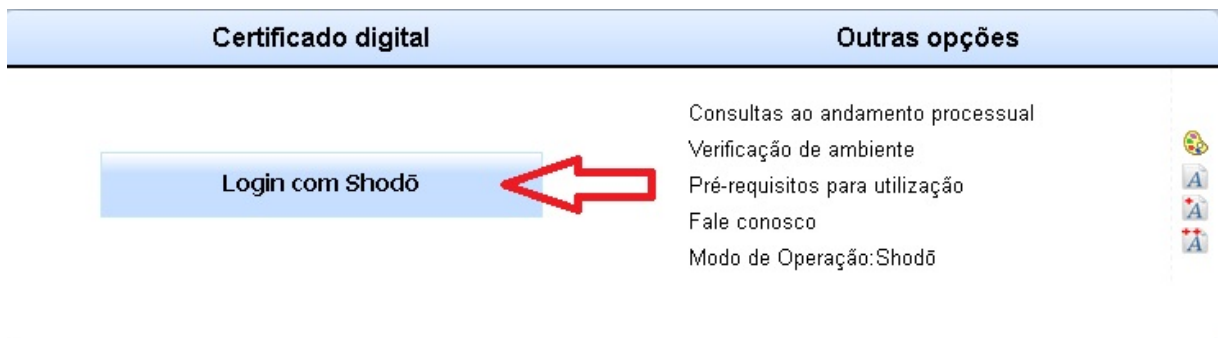 Certificado digital
Outras opções
Login com Shodō
Consultas ao andamento processual
Verificação de ambiente
Pré-requisitos para utilização
Fale conosco
Modo de Operação:Shodō
A
A
A